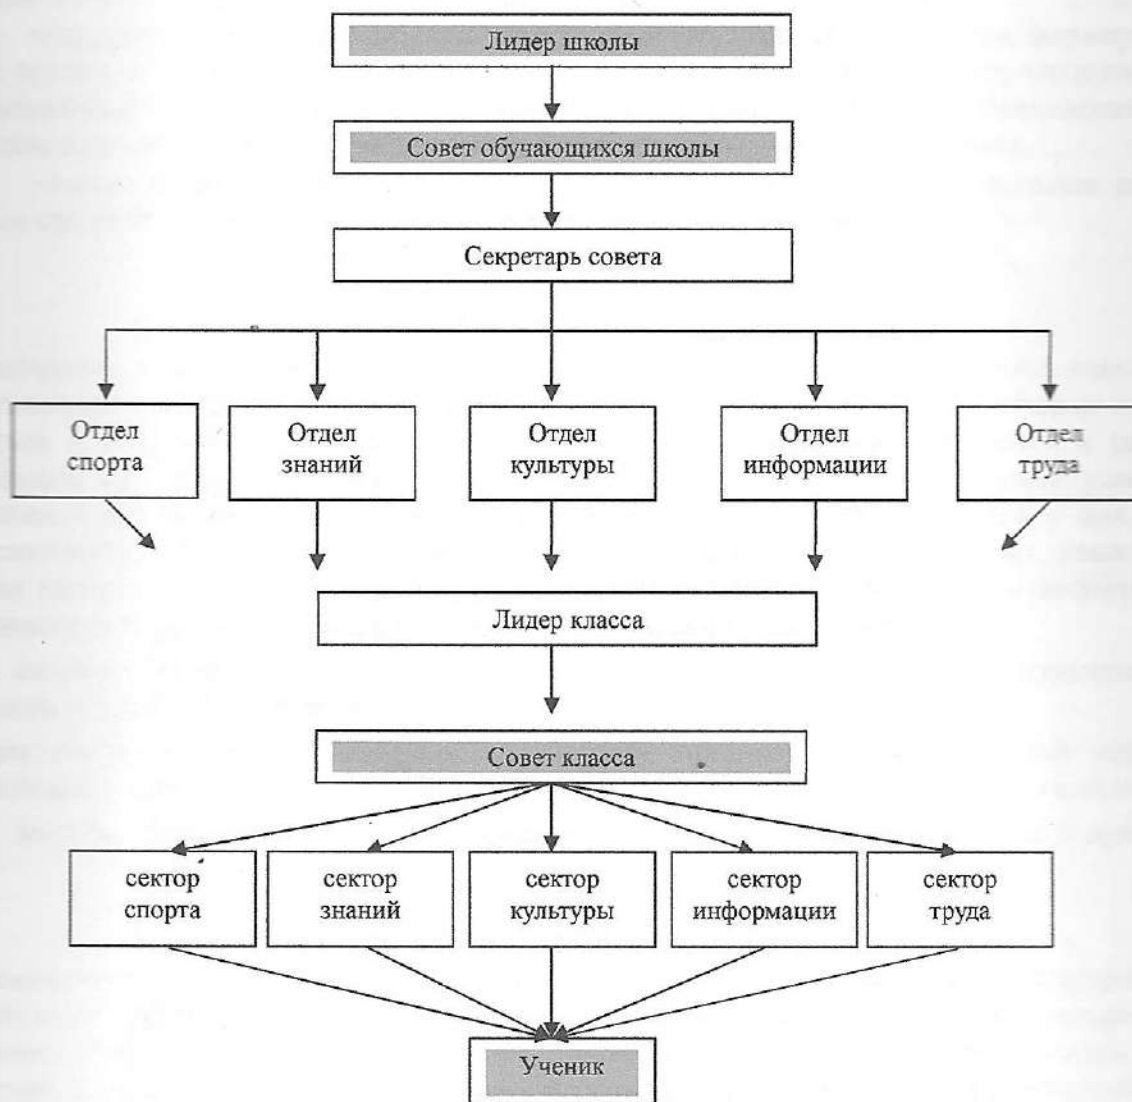 Лидер школы
Совет обучающихся школы
Секретарь совета
Отдел
спорта
Отдел
знаний
Отдел
культуры
Отдел
информации
Отдел
труда
Лидер класса
Совет класса
сектор
спорта
сектор
знаний
сектор
культуры
сектор
информации
сектор
труда
Ученик